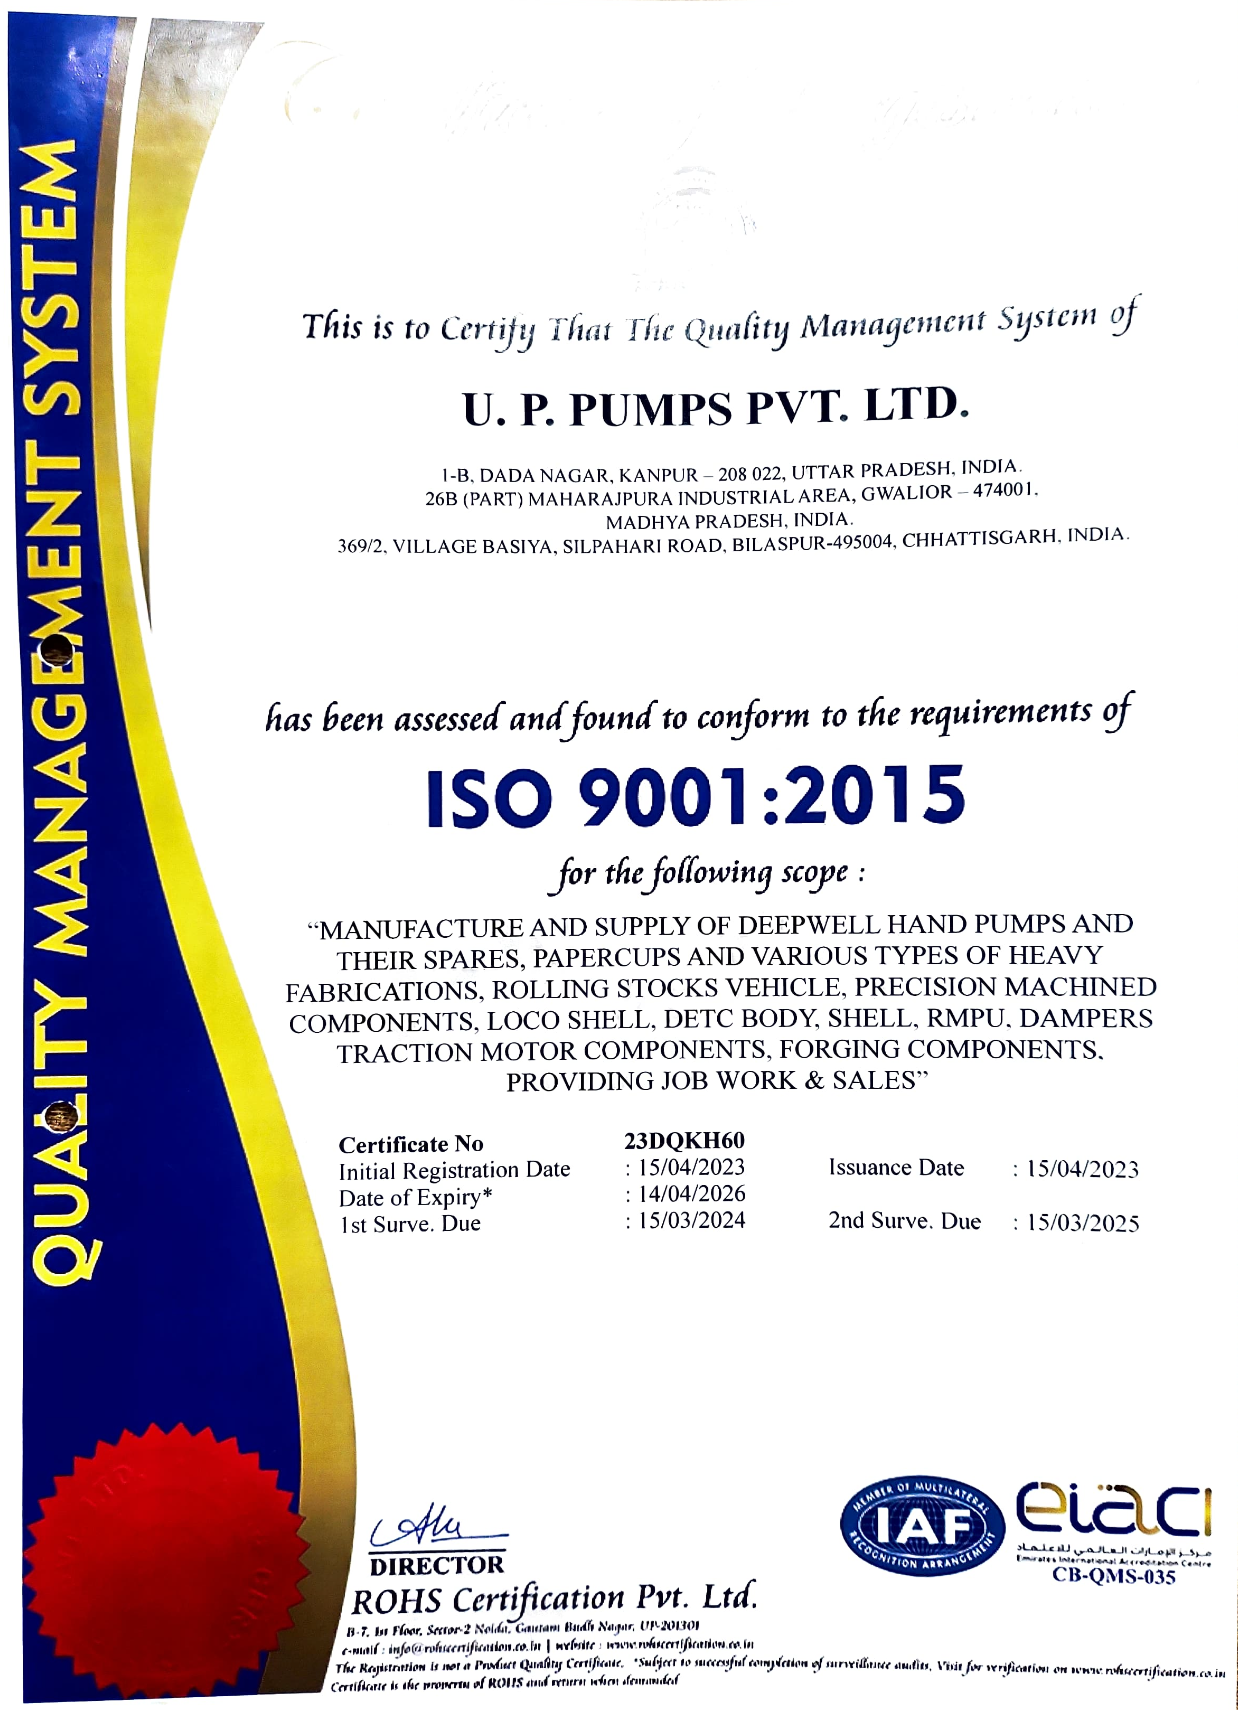 QUALITY MANAGEMENT SYSTEM
This is to Certify That The Quality Management System of
U. P. PUMPS PVT. LTD.
1-B, DADA NAGAR, KANPUR – 208 022, UTTAR PRADESH, INDIA.
26B (PART) MAHARAJPURA INDUSTRIAL AREA, GWALIOR – 474001,
MADHYA PRADESH, INDIA.
369/2, VILLAGE BASIYA, SILPAHARI ROAD, BILASPUR-495004, CHHATTISGARH, INDIA.
has been assessed and found to conform to the requirements of
ISO 9001:2015
for the following scope :
“MANUFACTURE AND SUPPLY OF DEEPWELL HAND PUMPS AND
THEIR SPARES, PAPERCUPS AND VARIOUS TYPES OF HEAVY
FABRICATIONS, ROLLING STOCKS VEHICLE, PRECISION MACHINED
COMPONENTS, LOCO SHELL, DETC BODY, SHELL, RMPU, DAMPERS
TRACTION MOTOR COMPONENTS, FORGING COMPONENTS,
PROVIDING JOB WORK & SALES”
Certificate No 23DQKH60
Initial Registration Date : 15/04/2023 Issuance Date : 15/04/2023
Date of Expiry* : 14/04/2026
1st Surve. Due : 15/03/2024 2nd Surve. Due : 15/03/2025
MEMBER OF MULTILATERAL
IAF
RECOGNITION ARRANGEMENT
eiaci
مركز الإمارات العالمي للاعتماد
Emirates International Accreditation Centre
CB-QMS-035
DIRECTOR
ROHS Certification Pvt. Ltd.
B-7, 1st Floor, Sector-2 Noida, Gautam Budh Nagar, UP-201301
e-mail : info@rohscertification.co.in | website : www.rohscertification.co.in
The Registration is not a Product Quality Certificate, *Subject to successful completion of surveillance audits, Visit for verification on www.rohscertification.co.in
Certificate is the property of ROHS and return when demanded